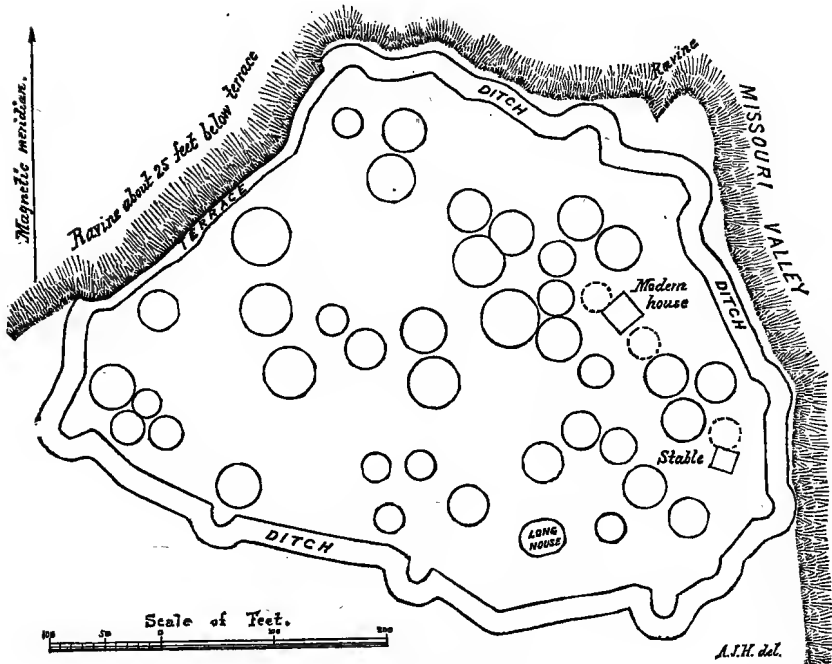 Magnetic meridian.
Ravine about 25 feet below terrace
TERRACE
DITCH
Ravine
MISSOURI
VALLEY
DITCH
Modern
house
Stable
LONG
HOUSE
DITCH
Scale of Feet.
100 50 0 100 200
A.J.H. del.